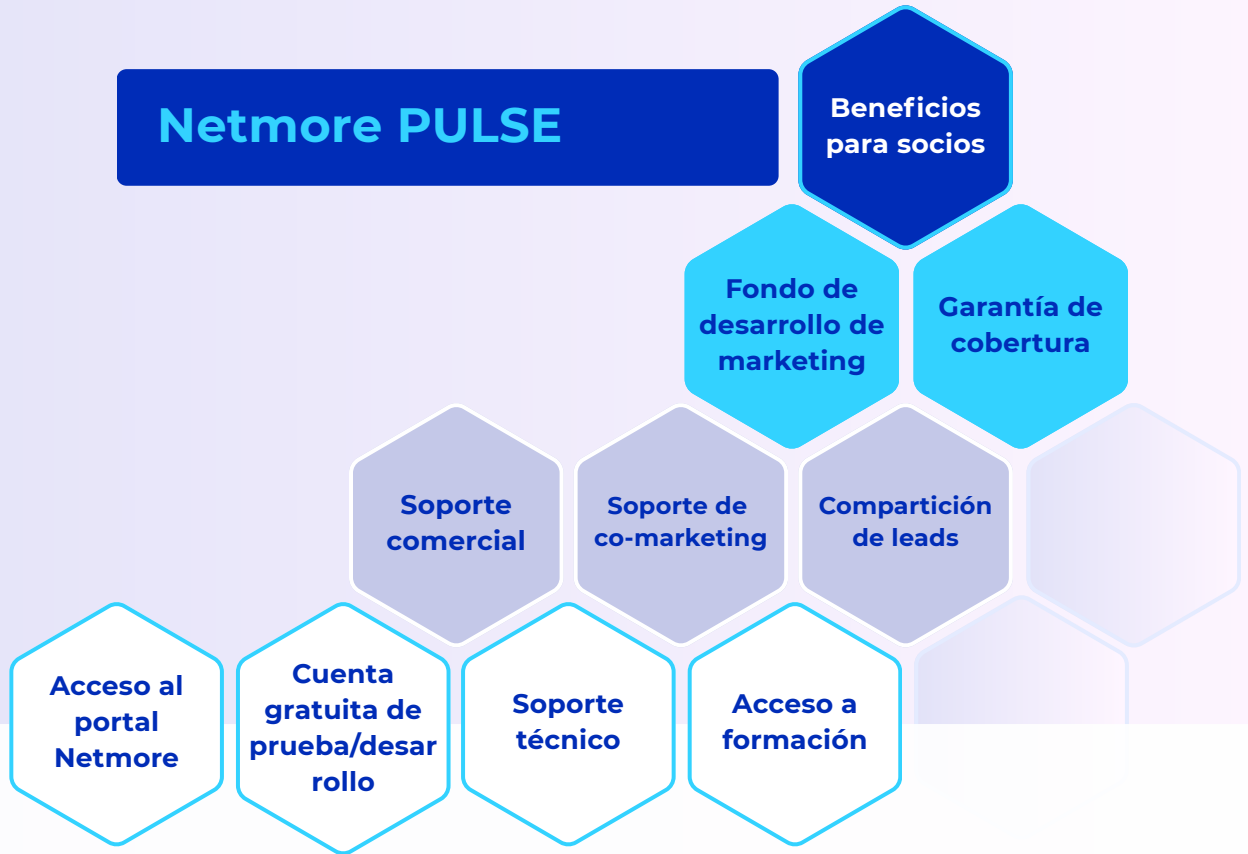 Netmore PULSE
Beneficios
para socios
Fondo de
desarrollo de
marketing
Garantía de
cobertura
Soporte
comercial
Soporte de
co-marketing
Compartición
de leads
Acceso al
portal
Netmore
Cuenta
gratuita de
prueba/desar
rollo
Soporte
técnico
Acceso a
formación